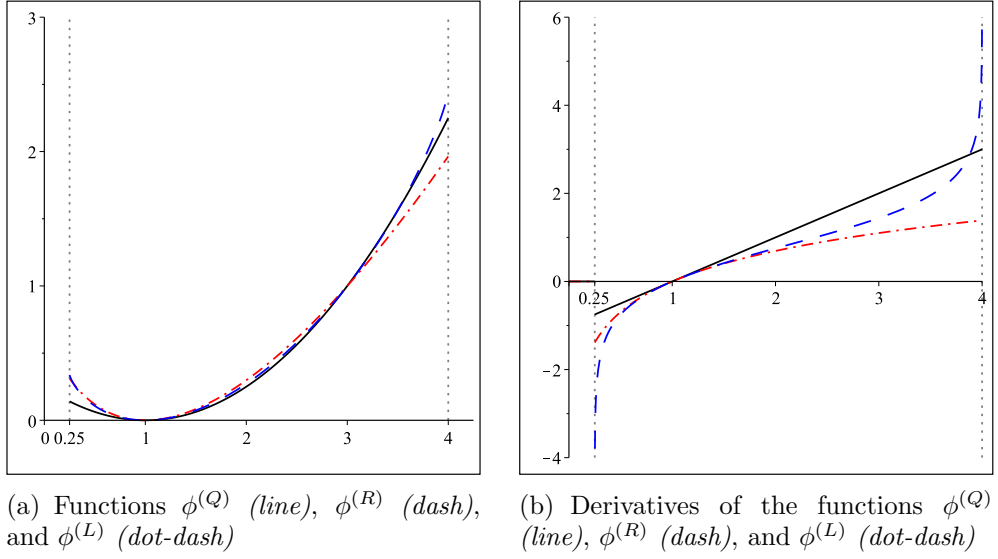 3
2
1
0
0 0.25 1 2 3 4
6
4
2
0
0.25 1 2 3 4
−2
−4
(a) Functions ϕ^(Q) (line), ϕ^(R) (dash),
and ϕ^(L) (dot-dash)
(b) Derivatives of the functions ϕ^(Q)
(line), ϕ^(R) (dash), and ϕ^(L) (dot-dash)